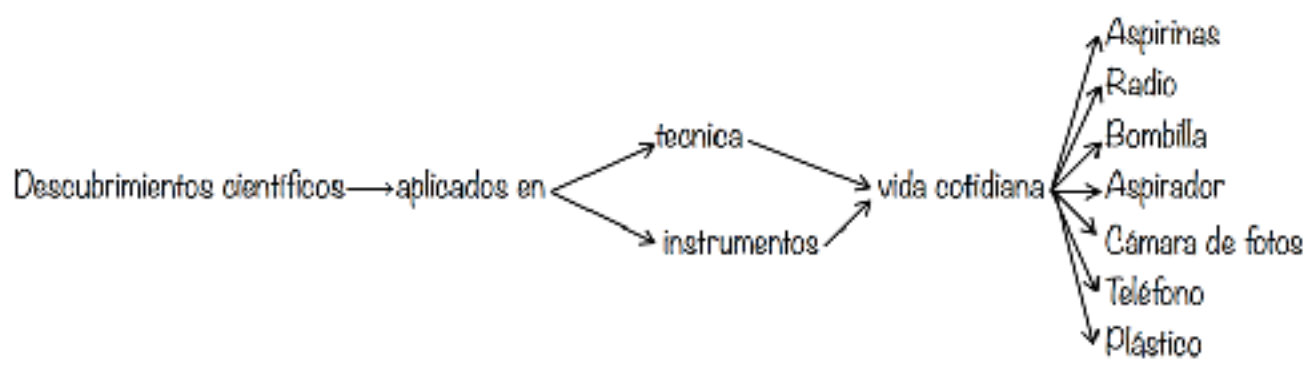 Descubrimientos científicos
aplicados en
tecnica
instrumentos
vida cotidiana
Aspirinas
Radio
Bombilla
Aspirador
Cámara de fotos
Teléfono
Plástico